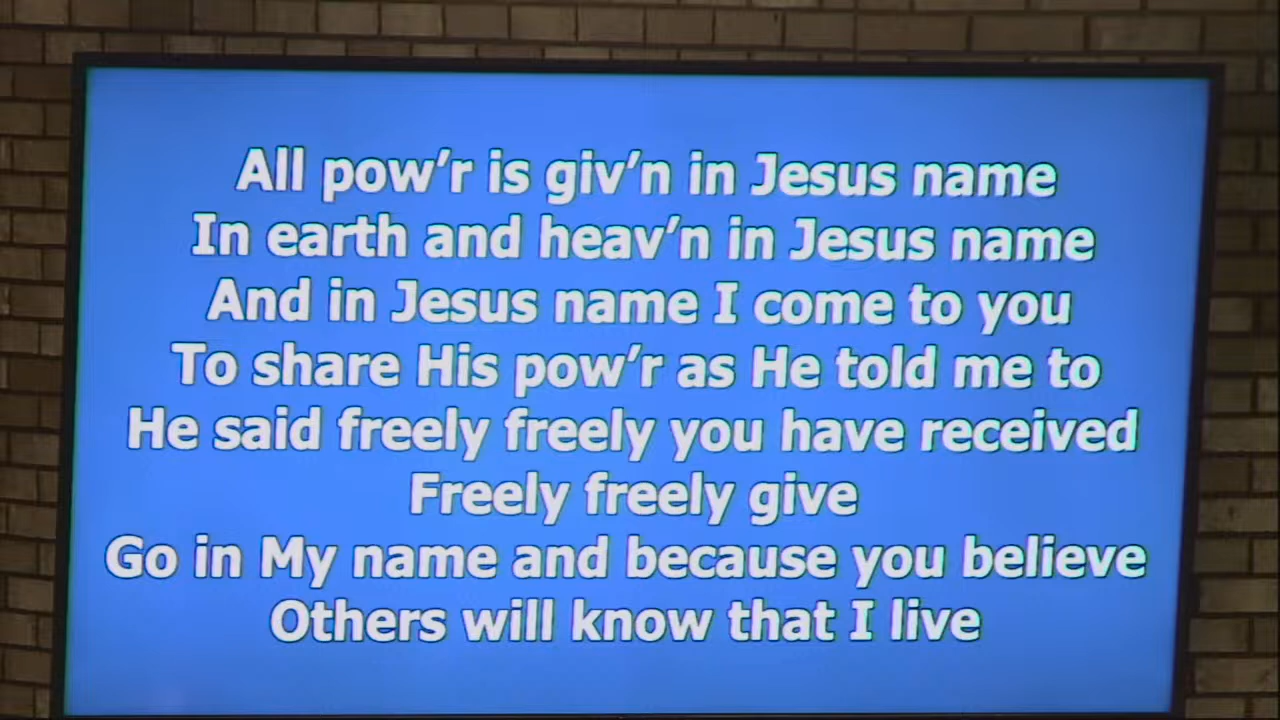 All pow’r is giv’n in Jesus name
In earth and heav’n in Jesus name
And in Jesus name I come to you
To share His pow’r as He told me to
He said freely freely you have received
Freely freely give
Go in My name and because you believe
Others will know that I live